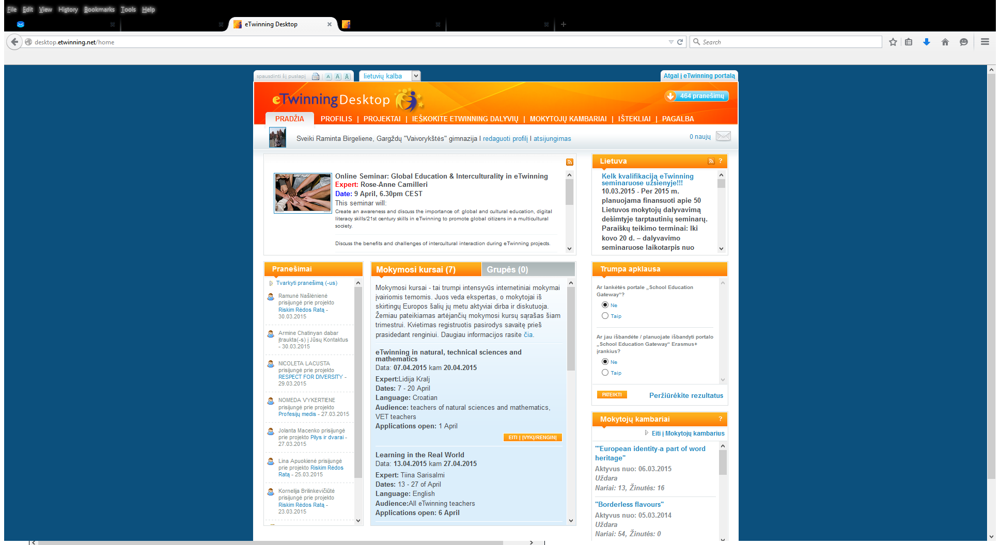 File Edit View History Bookmarks Tools Help
eTwinning Desktop
desktop.etwinning.net/home
Search
spausdinti šį puslapį A A A
lietuvių kalba
Atgal į eTwinning portalą
eTwinning Desktop
464 pranešimų
PRADŽIA PROFILIS | PROJEKTAI | IEŠKOKITE ETWINNING DALYVIŲ | MOKYTOJŲ KAMBARIAI | IŠTEKLIAI | PAGALBA
Sveiki Raminta Birgeliene, Gargždų "Vaivorykštės" gimnazija I redaguoti profilį I atsijungimas
0 naujų
Online Seminar: Global Education & Interculturality in eTwinning
Expert: Rose-Anne Camilleri
Date: 9 April, 6.30pm CEST
This seminar will:
Create an awareness and discuss the importance of: global and cultural education, digital
literacy skills/21st century skills in eTwinning to promote global citizens in a multicultural
society.
Discuss the benefits and challenges of intercultural interaction during eTwinning projects.
Lietuva ?
Kelk kvalifikaciją eTwinning
seminaruose užsienyje!!!
10.03.2015 - Per 2015 m.
planuojama finansuoti apie 50
Lietuvos mokytojų dalyvavimą
dešimtyje tarptautinių seminarų.
Paraiškų teikimo terminai: Iki
kovo 20 d. – dalyvavimo
seminaruose laikotarpis nuo
Pranešimai
Tvarkyti pranešimą (-us)
Ramunė Našlėnienė
prisijungė prie projekto
Riskim Rėdos Ratą -
30.03.2015
Armine Chatinyan dabar
įtraukta(-s) į Jūsų Kontaktus
- 30.03.2015
NICOLETA LACUSTA
prisijungė prie projekto
RESPECT FOR DIVERSITY -
29.03.2015
NOMEDA VYKERTIENE
prisijungė prie projekto
Profesijų medis - 27.03.2015
Jolanta Macenko prisijungė
prie projekto Pilys ir dvarai -
27.03.2015
Lina Apuokienė prisijungė
prie projekto Riskim Rėdos
Ratą - 25.03.2015
Kornelija Brilinkevičiūtė
prisijungė prie projekto
Riskim Rėdos Ratą -
23.03.2015
Mokymosi kursai (7) Grupės (0)
Mokymosi kursai - tai trumpi intensyvūs internetiniai mokymai
įvairiomis temomis. Juos veda ekspertas, o mokytojai iš
skirtingų Europos šalių jų metu aktyviai dirba ir diskutuoja.
Žemiau pateikiamas artėjančių mokymosi kursų sąrašas šiam
trimestrui. Kvietimas registruotis pasirodys savaitę prieš
prasidedant renginiui. Daugiau informacijos rasite čia.
eTwinning in natural, technical sciences and
mathematics
Data: 07.04.2015 kam 20.04.2015
Expert:Lidija Kralj
Dates: 7 - 20 April
Language: Croatian
Audience: teachers of natural sciences and mathematics,
VET teachers
Applications open: 1 April
EITI Į ĮVYKĮ/RENGINĮ
Learning in the Real World
Data: 13.04.2015 kam 27.04.2015
Expert: Tiina Sarisalmi
Dates: 13 - 27 of April
Language: English
Audience:All eTwinning teachers
Applications open: 6 April
Trumpa apklausa
Ar lankėtės portale „School Education
Gateway“?
Ne
Taip
Ar jau išbandėte / planuojate išbandyti portalo
„School Education Gateway“ Erasmus+
įrankius?
Ne
Taip
PATEIKTI
Peržiūrėkite rezultatus
Mokytojų kambariai ?
Eiti į Mokytojų kambarius
"'European identity-a part of word
heritage"
Aktyvus nuo: 06.03.2015
Uždara
Nariai: 13, Žinutės: 16
"Borderless flavours"
Aktyvus nuo: 05.03.2014
Uždara
Nariai: 54, Žinutės: 0